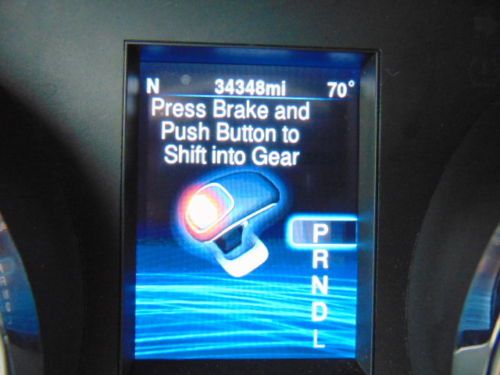 N 34348mi 70°
Press Brake and
Push Button to
Shift into Gear
P
R
N
D
L